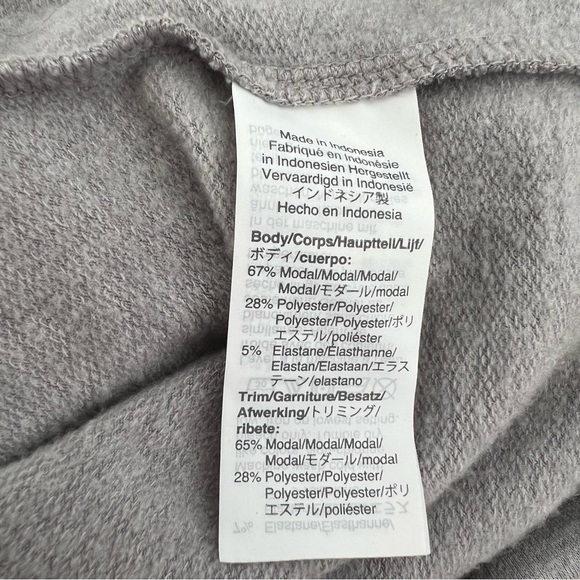 Made in Indonesia
Fabriqué en Indonésie
in Indonesien Hergestellt
Vervaardigd in Indonesië
インドネシア製
Hecho en Indonesia
Body/Corps/Hauptteil/Lijf/
ボディ/cuerpo:
67% Modal/Modal/Modal/
Modal/モダール/modal
28% Polyester/Polyester/
Polyester/Polyester/ポリ
エステル/poliéster
5% Elastane/Élasthanne/
Elastan/Elastaan/エラス
テーン/elastano
Trim/Garniture/Besatz/
Afwerking/トリミング/
ribete:
65% Modal/Modal/Modal/
Modal/モダール/modal
28% Polyester/Polyester/
Polyester/Polyester/ポリ
エステル/poliéster
7% Elastane/Élasthanne/